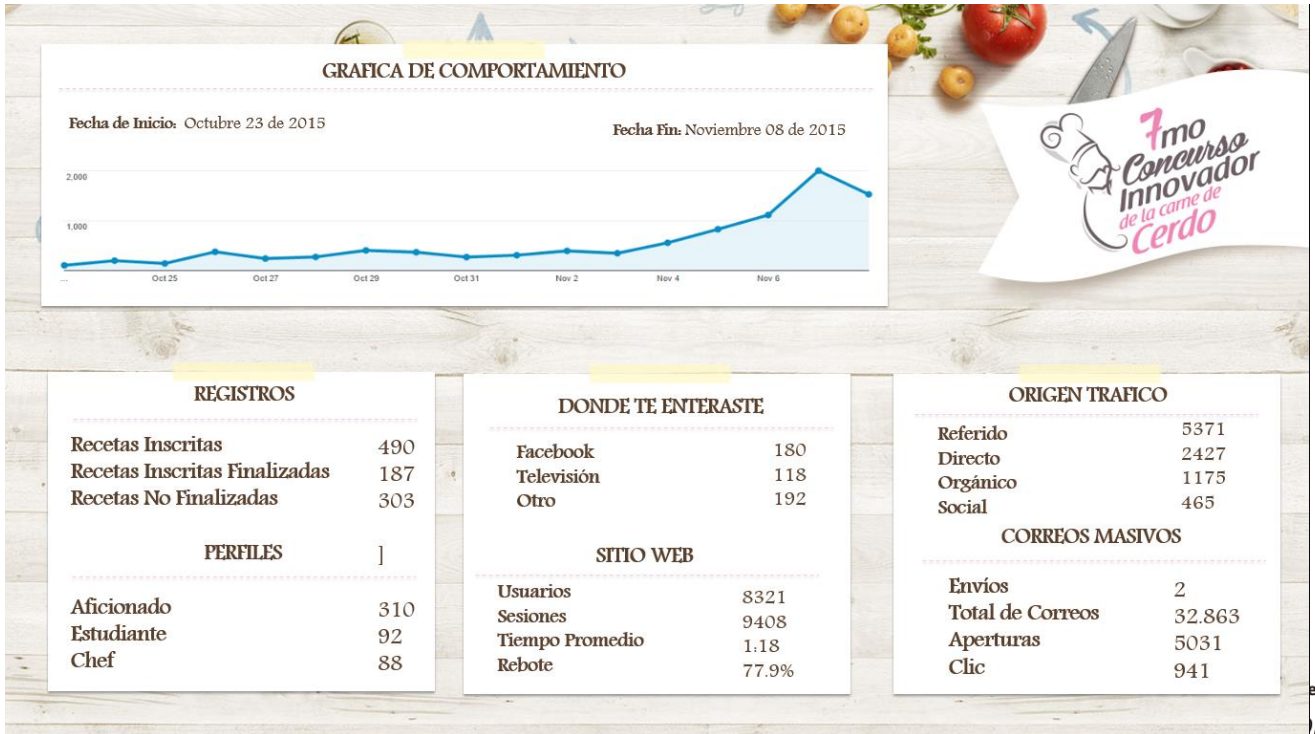 GRAFICA DE COMPORTAMIENTO
Fecha de Inicio: Octubre 23 de 2015
Fecha Fin: Noviembre 08 de 2015
2,000
1,000
...
Oct 25
Oct 27
Oct 29
Oct 31
Nov 2
Nov 4
Nov 6
7mo
Concurso
Innovador
de la carne de
Cerdo
REGISTROS
Recetas Inscritas 490
Recetas Inscritas Finalizadas 187
Recetas No Finalizadas 303
PERFILES ]
Aficionado 310
Estudiante 92
Chef 88
DONDE TE ENTERASTE
Facebook 180
Televisión 118
Otro 192
SITIO WEB
Usuarios 8321
Sesiones 9408
Tiempo Promedio 1:18
Rebote 77.9%
ORIGEN TRAFICO
Referido 5371
Directo 2427
Orgánico 1175
Social 465
CORREOS MASIVOS
Envíos 2
Total de Correos 32.863
Aperturas 5031
Clic 941